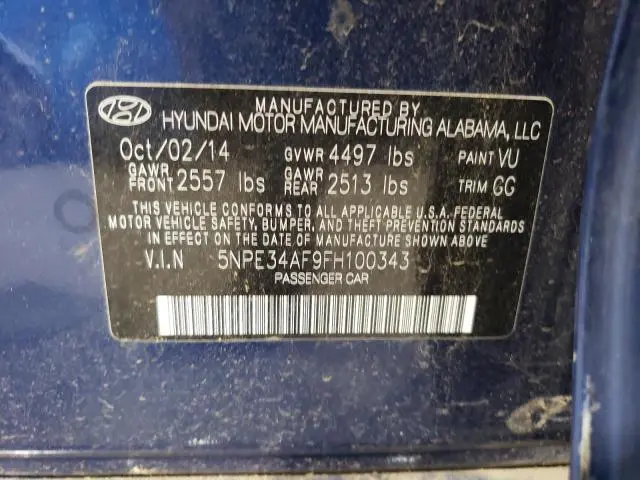 MANUFACTURED BY
HYUNDAI MOTOR MANUFACTURING ALABAMA, LLC
Oct/02/14 GVWR 4497 lbs PAINT VU
GAWR FRONT 2557 lbs GAWR REAR 2513 lbs TRIM GG
THIS VEHICLE CONFORMS TO ALL APPLICABLE U.S.A. FEDERAL
MOTOR VEHICLE SAFETY, BUMPER, AND THEFT PREVENTION STANDARDS
IN EFFECT ON THE DATE OF MANUFACTURE SHOWN ABOVE.
V.I.N 5NPE34AF9FH100343
PASSENGER CAR